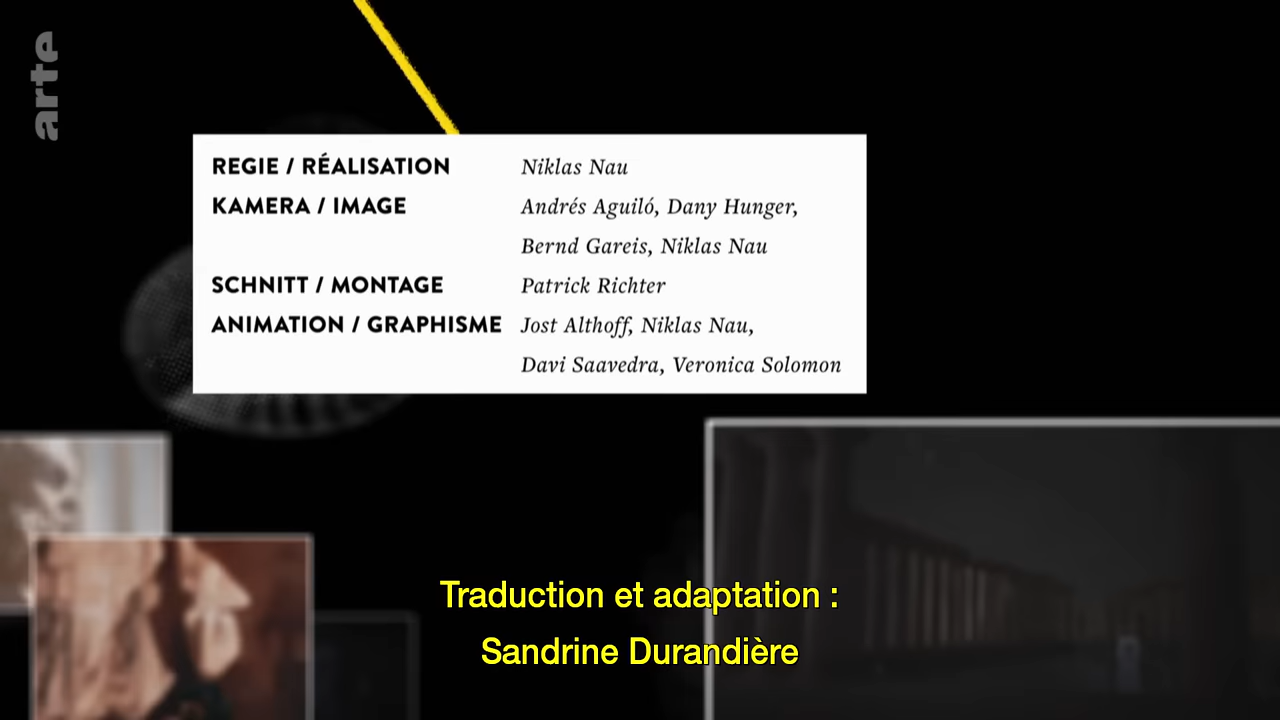 arte
REGIE / RÉALISATION Niklas Nau
KAMERA / IMAGE Andrés Aguiló, Dany Hunger,
Bernd Gareis, Niklas Nau
SCHNITT / MONTAGE Patrick Richter
ANIMATION / GRAPHISME Jost Althoff, Niklas Nau,
Davi Saavedra, Veronica Solomon
Traduction et adaptation :
Sandrine Durandière